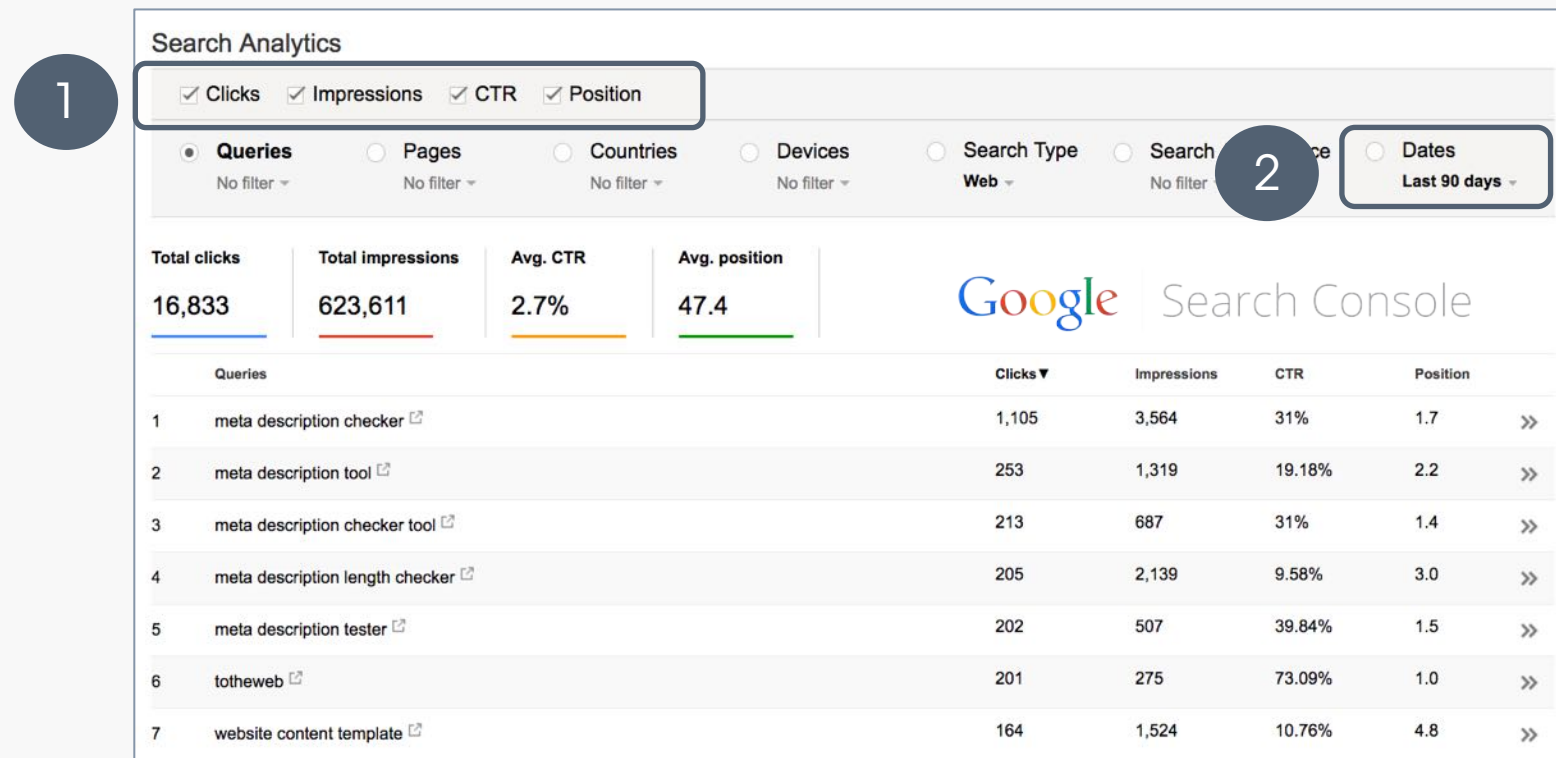 Search Analytics
1
Clicks Impressions CTR Position
Queries Pages Countries Devices Search Type Search ce Dates
No filter No filter No filter No filter Web No filter 2 Last 90 days
Total clicks Total impressions Avg. CTR Avg. position
16,833 623,611 2.7% 47.4
Google Search Console
Queries Clicks▼ Impressions CTR Position
1 meta description checker 1,105 3,564 31% 1.7 »
2 meta description tool 253 1,319 19.18% 2.2 »
3 meta description checker tool 213 687 31% 1.4 »
4 meta description length checker 205 2,139 9.58% 3.0 »
5 meta description tester 202 507 39.84% 1.5 »
6 totheweb 201 275 73.09% 1.0 »
7 website content template 164 1,524 10.76% 4.8 »